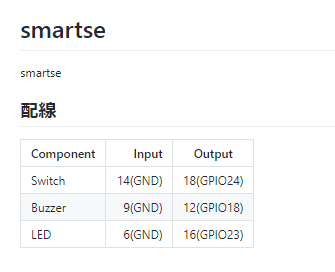 smartse
smartse
配線
Component Input Output
Switch 14(GND) 18(GPIO24)
Buzzer 9(GND) 12(GPIO18)
LED 6(GND) 16(GPIO23)